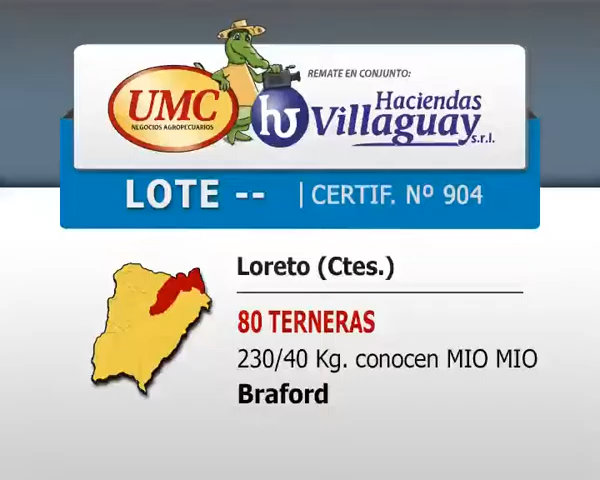 REMATE EN CONJUNTO:
UMC
NEGOCIOS AGROPECUARIOS
hv
Haciendas
Villaguay
s.r.l.
LOTE -- | CERTIF. Nº 904
Loreto (Ctes.)
80 TERNERAS
230/40 Kg. conocen MIO MIO
Braford